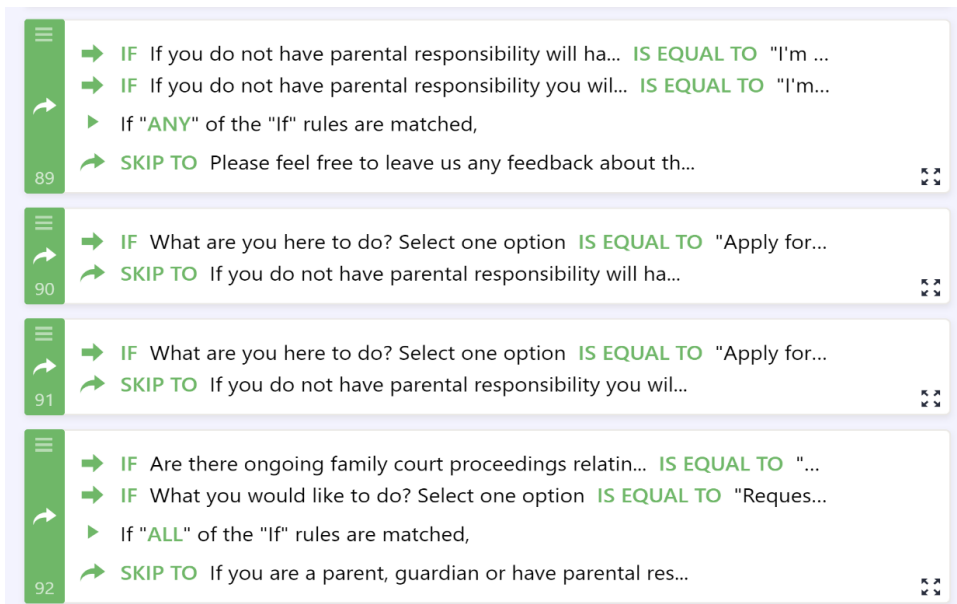 IF If you do not have parental responsibility will ha... IS EQUAL TO "I'm ...
IF If you do not have parental responsibility you wil... IS EQUAL TO "I'm...
If "ANY" of the "If" rules are matched,
SKIP TO Please feel free to leave us any feedback about th...
89
IF What are you here to do? Select one option IS EQUAL TO "Apply for...
SKIP TO If you do not have parental responsibility will ha...
90
IF What are you here to do? Select one option IS EQUAL TO "Apply for...
SKIP TO If you do not have parental responsibility you wil...
91
IF Are there ongoing family court proceedings relatin... IS EQUAL TO "...
IF What you would like to do? Select one option IS EQUAL TO "Reques...
If "ALL" of the "If" rules are matched,
SKIP TO If you are a parent, guardian or have parental res...
92